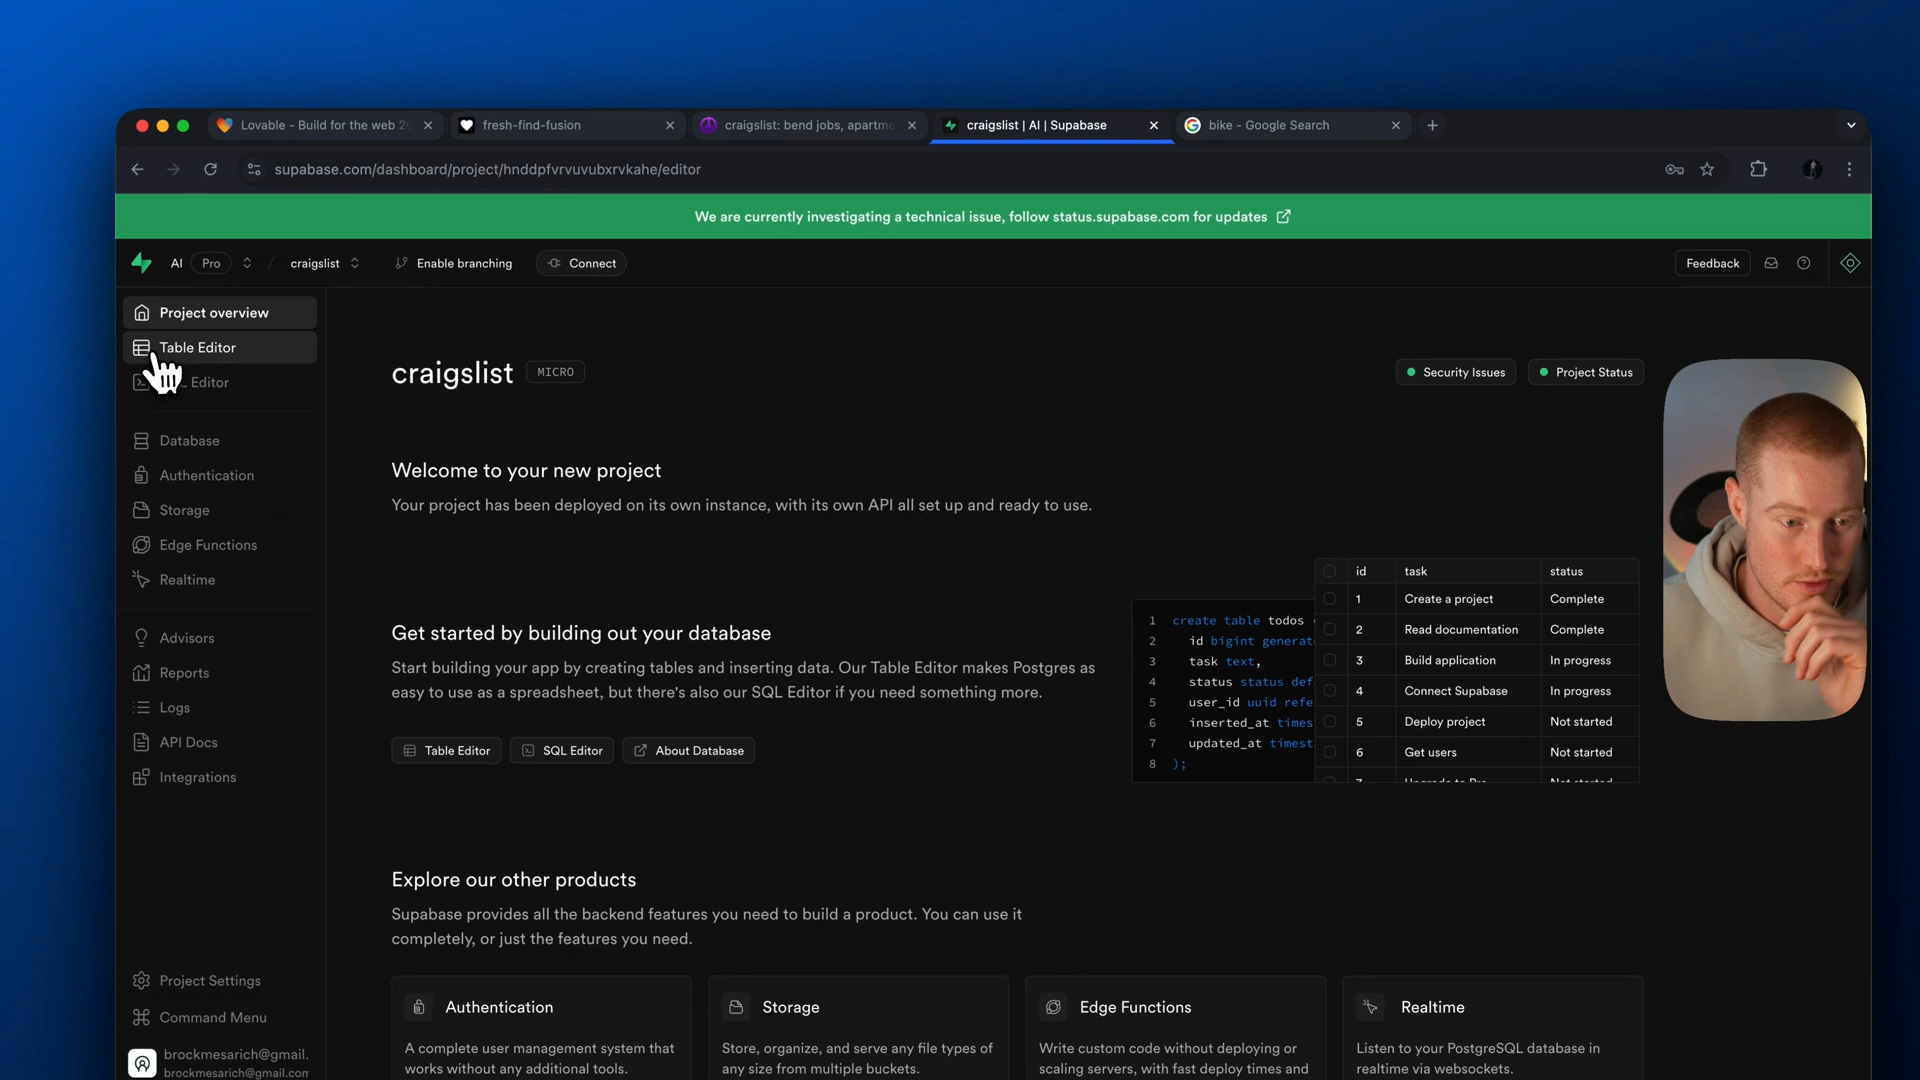 Lovable - Build for the web 2
fresh-find-fusion
craigslist: bend jobs, apartme
craigslist | AI | Supabase
bike - Google Search
supabase.com/dashboard/project/hnddpfvrvuvubxrvkahe/editor
We are currently investigating a technical issue, follow status.supabase.com for updates
AI
Pro
/
craigslist
Enable branching
Connect
Feedback
Project overview
Table Editor
Editor
Database
Authentication
Storage
Edge Functions
Realtime
Advisors
Reports
Logs
API Docs
Integrations
Project Settings
Command Menu
brockmesarich@gmail.
brockmesarich@gmail.com
craigslist
MICRO
Security Issues
Project Status
Welcome to your new project
Your project has been deployed on its own instance, with its own API all set up and ready to use.
Get started by building out your database
Start building your app by creating tables and inserting data. Our Table Editor makes Postgres as
easy to use as a spreadsheet, but there's also our SQL Editor if you need something more.
Table Editor
SQL Editor
About Database
1 create table todos (
2 id bigint generat
3 task text,
4 status status def
5 user_id uuid refe
6 inserted_at times
7 updated_at timest
8 );
id task status
1 Create a project Complete
2 Read documentation Complete
3 Build application In progress
4 Connect Supabase In progress
5 Deploy project Not started
6 Get users Not started
7 Upgrade to Pro Not started
Explore our other products
Supabase provides all the backend features you need to build a product. You can use it
completely, or just the features you need.
Authentication
A complete user management system that
works without any additional tools.
Storage
Store, organize, and serve any file types of
any size from multiple buckets.
Edge Functions
Write custom code without deploying or
scaling servers, with fast deploy times and
Realtime
Listen to your PostgreSQL database in
realtime via websockets.